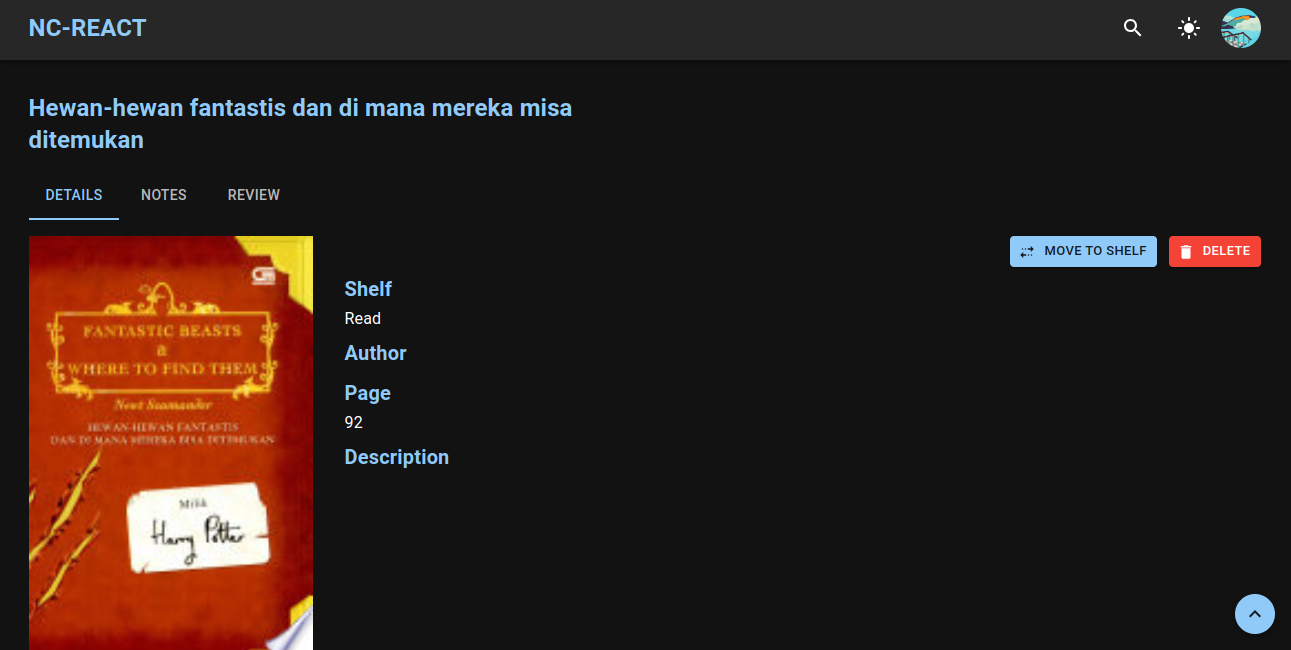 NC-REACT
Hewan-hewan fantastis dan di mana mereka misa
ditemukan
DETAILS NOTES REVIEW
MOVE TO SHELF DELETE
FANTASTIC BEASTS
&
WHERE TO FIND THEM
Newt Scamander
HEWAN-HEWAN FANTASTIS
DAN DI MANA MEREKA BISA DITEMUKAN
Milik
Harry Potter
Shelf
Read
Author
Page
92
Description